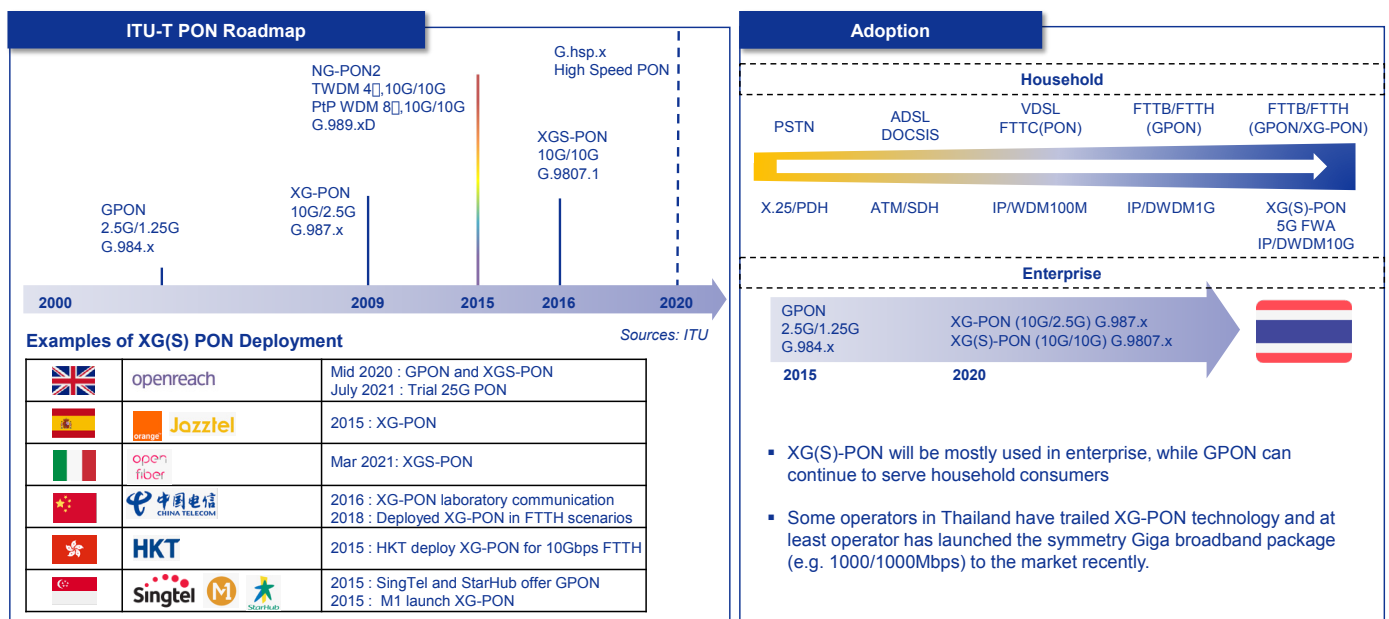 ITU-T PON Roadmap
G.hsp.x
High Speed PON
NG-PON2
TWDM 4▯,10G/10G
PtP WDM 8▯,10G/10G
G.989.xD
XGS-PON
10G/10G
G.9807.1
XG-PON
10G/2.5G
G.987.x
GPON
2.5G/1.25G
G.984.x
2000 2009 2015 2016 2020
Sources: ITU
Examples of XG(S) PON Deployment
openreach
Mid 2020 : GPON and XGS-PON
July 2021 : Trial 25G PON
orange Jazztel
2015 : XG-PON
open
fiber
Mar 2021: XGS-PON
中国电信
CHINA TELECOM
2016 : XG-PON laboratory communication
2018 : Deployed XG-PON in FTTH scenarios
HKT
2015 : HKT deploy XG-PON for 10Gbps FTTH
Singtel M1 StarHub
2015 : SingTel and StarHub offer GPON
2015 : M1 launch XG-PON
Adoption
Household
PSTN
ADSL
DOCSIS
VDSL
FTTC(PON)
FTTB/FTTH
(GPON)
FTTB/FTTH
(GPON/XG-PON)
X.25/PDH
ATM/SDH
IP/WDM100M
IP/DWDM1G
XG(S)-PON
5G FWA
IP/DWDM10G
Enterprise
GPON
2.5G/1.25G
G.984.x
XG-PON (10G/2.5G) G.987.x
XG(S)-PON (10G/10G) G.9807.x
2015 2020
▪ XG(S)-PON will be mostly used in enterprise, while GPON can
continue to serve household consumers
▪ Some operators in Thailand have trailed XG-PON technology and at
least operator has launched the symmetry Giga broadband package
(e.g. 1000/1000Mbps) to the market recently.